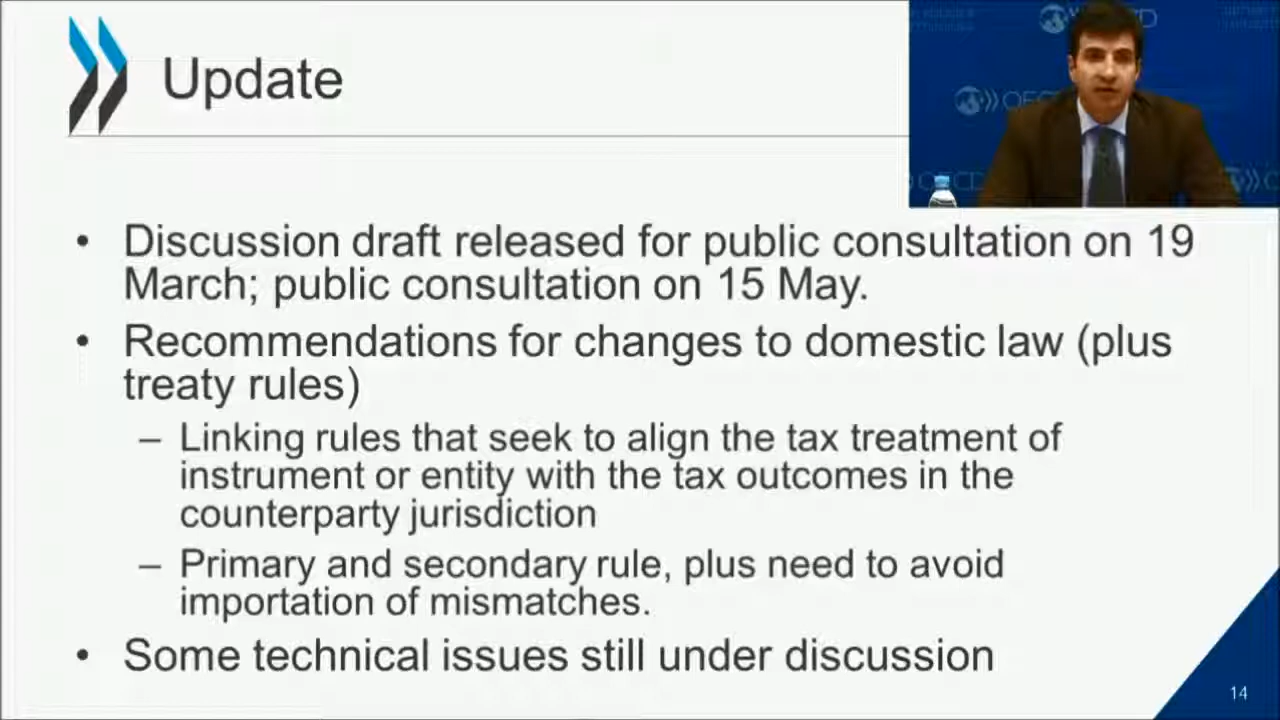 Update
OECD
OECD
OECD
• Discussion draft released for public consultation on 19
March; public consultation on 15 May.
• Recommendations for changes to domestic law (plus
treaty rules)
– Linking rules that seek to align the tax treatment of
instrument or entity with the tax outcomes in the
counterparty jurisdiction
– Primary and secondary rule, plus need to avoid
importation of mismatches.
• Some technical issues still under discussion
14